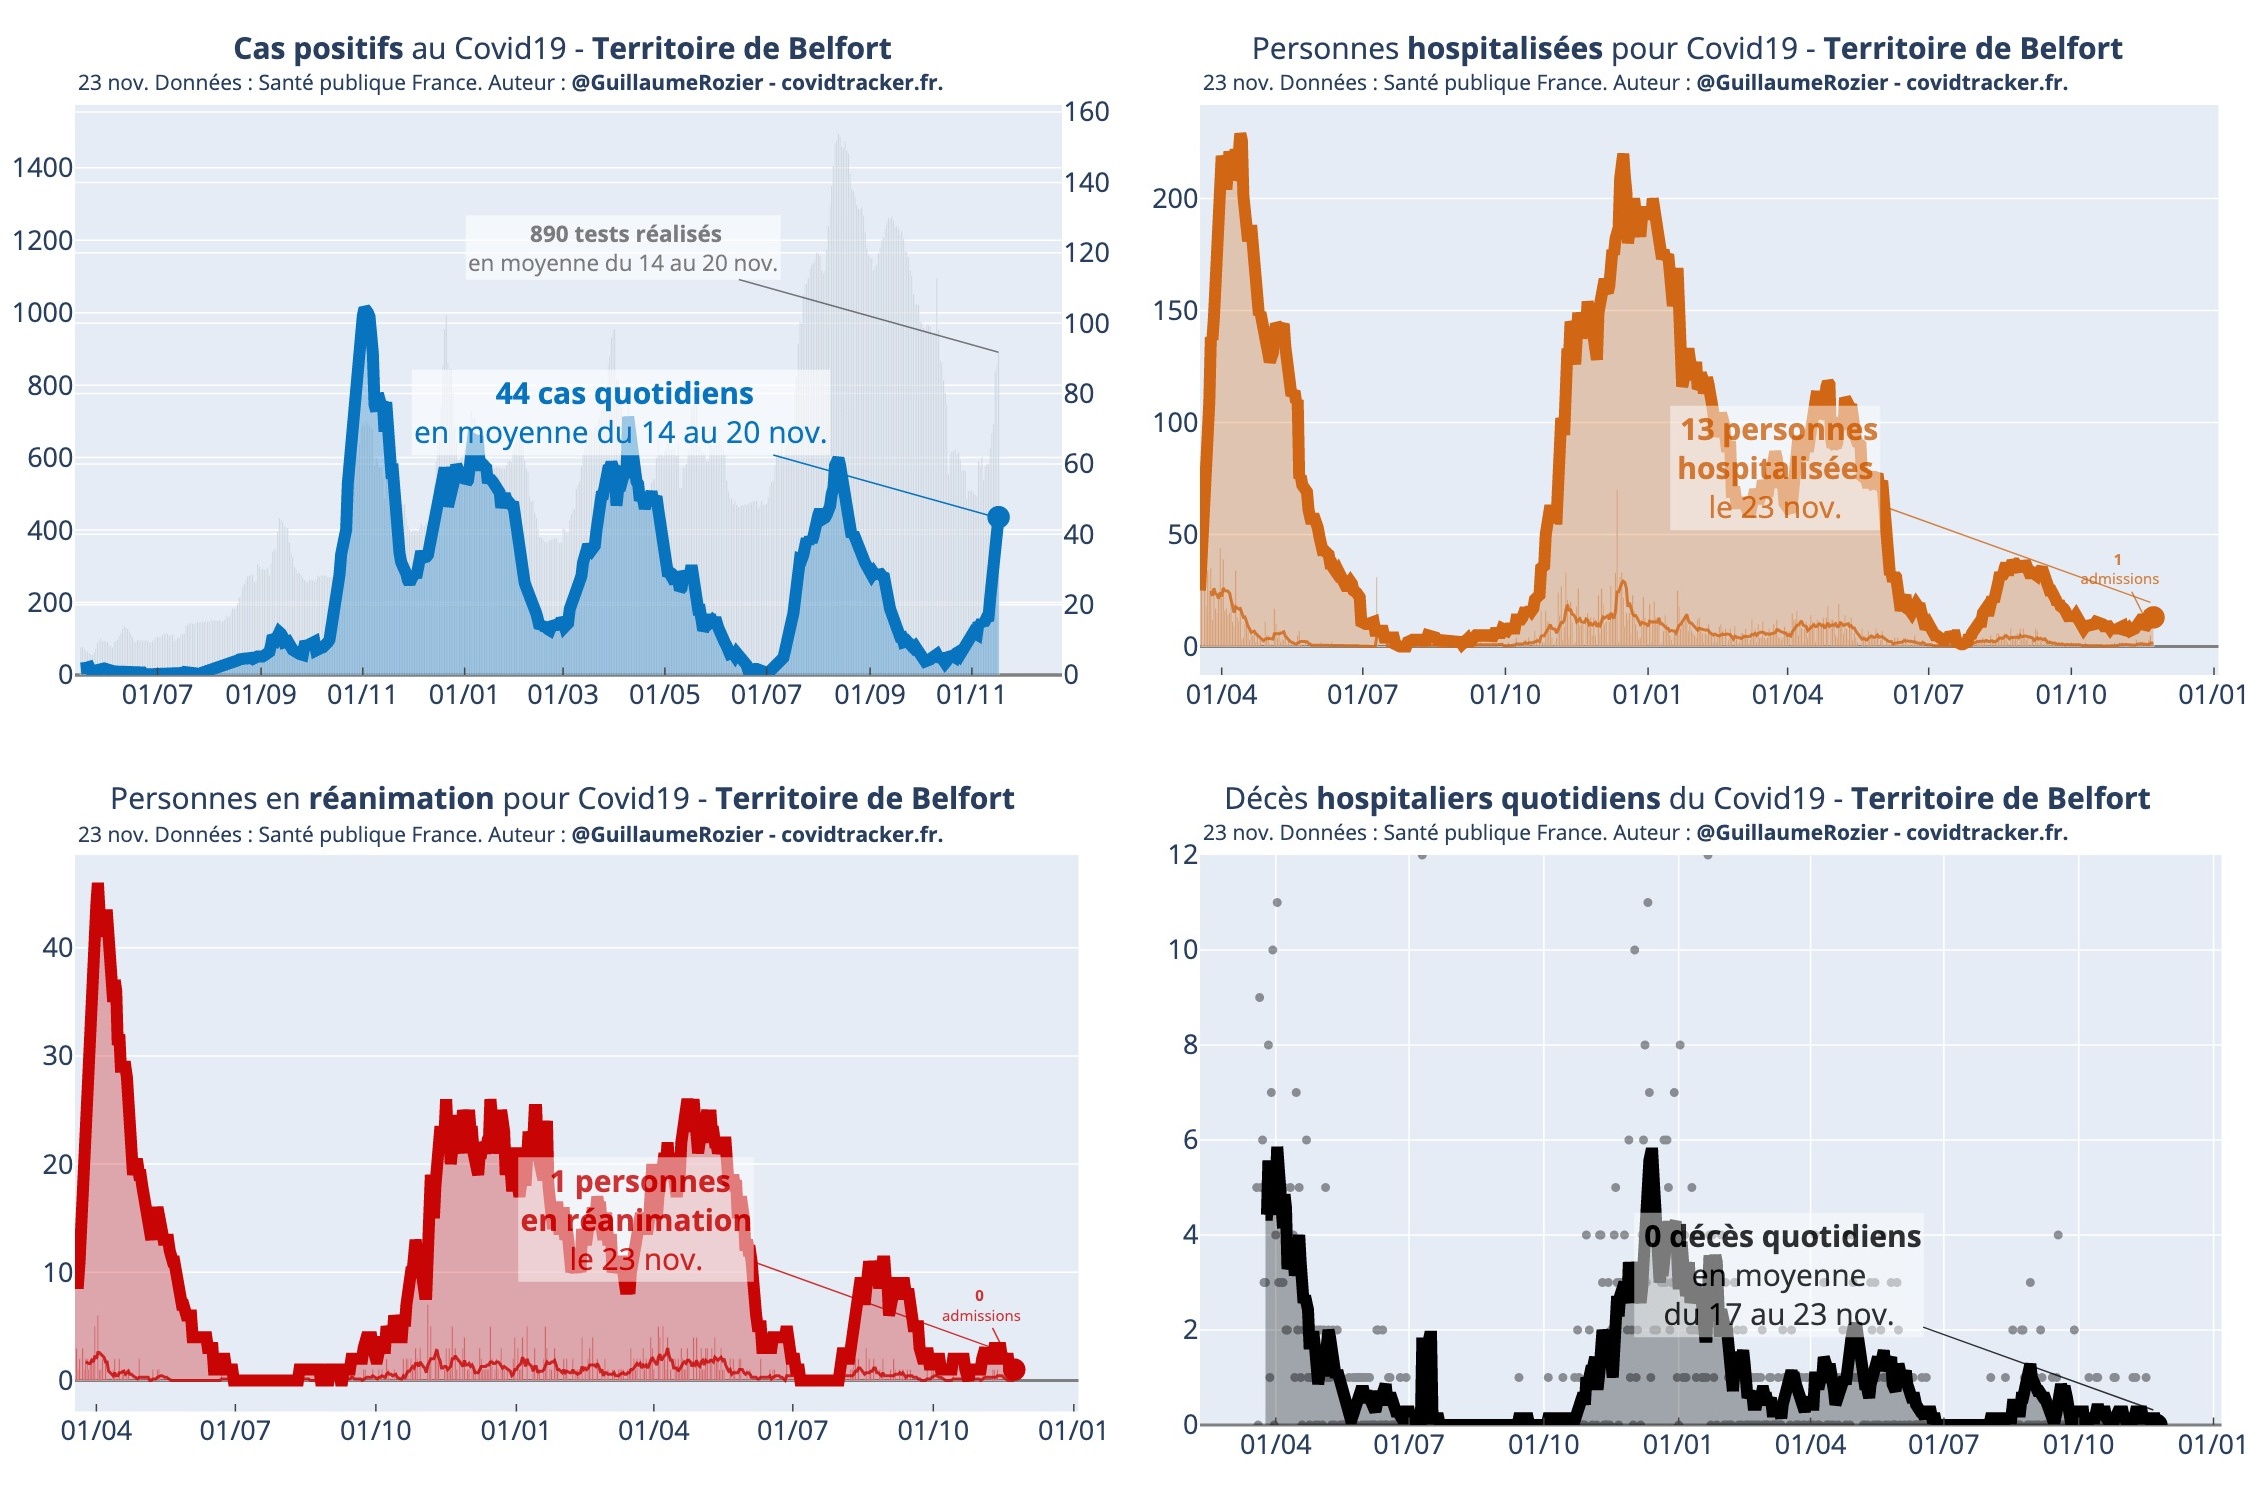 Cas positifs au Covid19 - Territoire de Belfort
23 nov. Données : Santé publique France. Auteur : @GuillaumeRozier - covidtracker.fr.
160
1400
140
890 tests réalisés
en moyenne du 14 au 20 nov.
1200
120
1000
100
800
80
44 cas quotidiens
en moyenne du 14 au 20 nov.
600
60
400
40
200
20
0
0
01/07 01/09 01/11 01/01 01/03 01/05 01/07 01/09 01/11
Personnes hospitalisées pour Covid19 - Territoire de Belfort
23 nov. Données : Santé publique France. Auteur : @GuillaumeRozier - covidtracker.fr.
200
150
100
13 personnes
hospitalisées
le 23 nov.
50
1
admissions
0
01/04 01/07 01/10 01/01 01/04 01/07 01/10 01/01
Personnes en réanimation pour Covid19 - Territoire de Belfort
23 nov. Données : Santé publique France. Auteur : @GuillaumeRozier - covidtracker.fr.
40
30
20
1 personnes
en réanimation
le 23 nov.
10
0
admissions
0
01/04 01/07 01/10 01/01 01/04 01/07 01/10 01/01
Décès hospitaliers quotidiens du Covid19 - Territoire de Belfort
23 nov. Données : Santé publique France. Auteur : @GuillaumeRozier - covidtracker.fr.
12
10
8
6
4
0 décès quotidiens
en moyenne
du 17 au 23 nov.
2
0
01/04 01/07 01/10 01/01 01/04 01/07 01/10 01/01